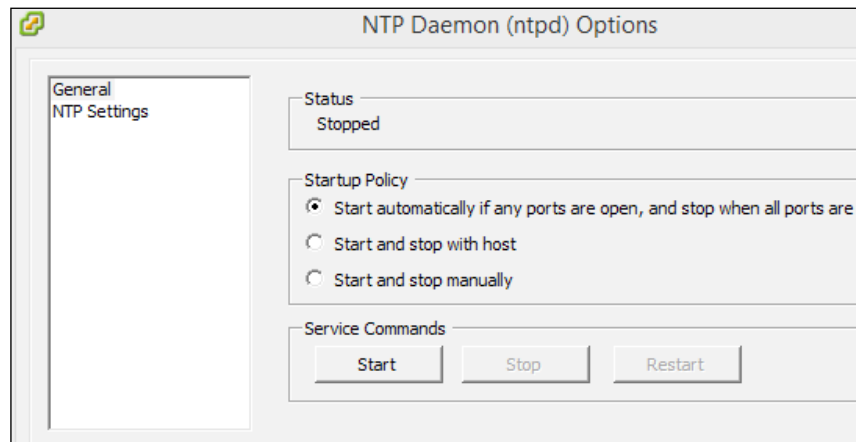 NTP Daemon (ntpd) Options
General
NTP Settings
Status
Stopped
Startup Policy
Start automatically if any ports are open, and stop when all ports are
Start and stop with host
Start and stop manually
Service Commands
Start
Stop
Restart